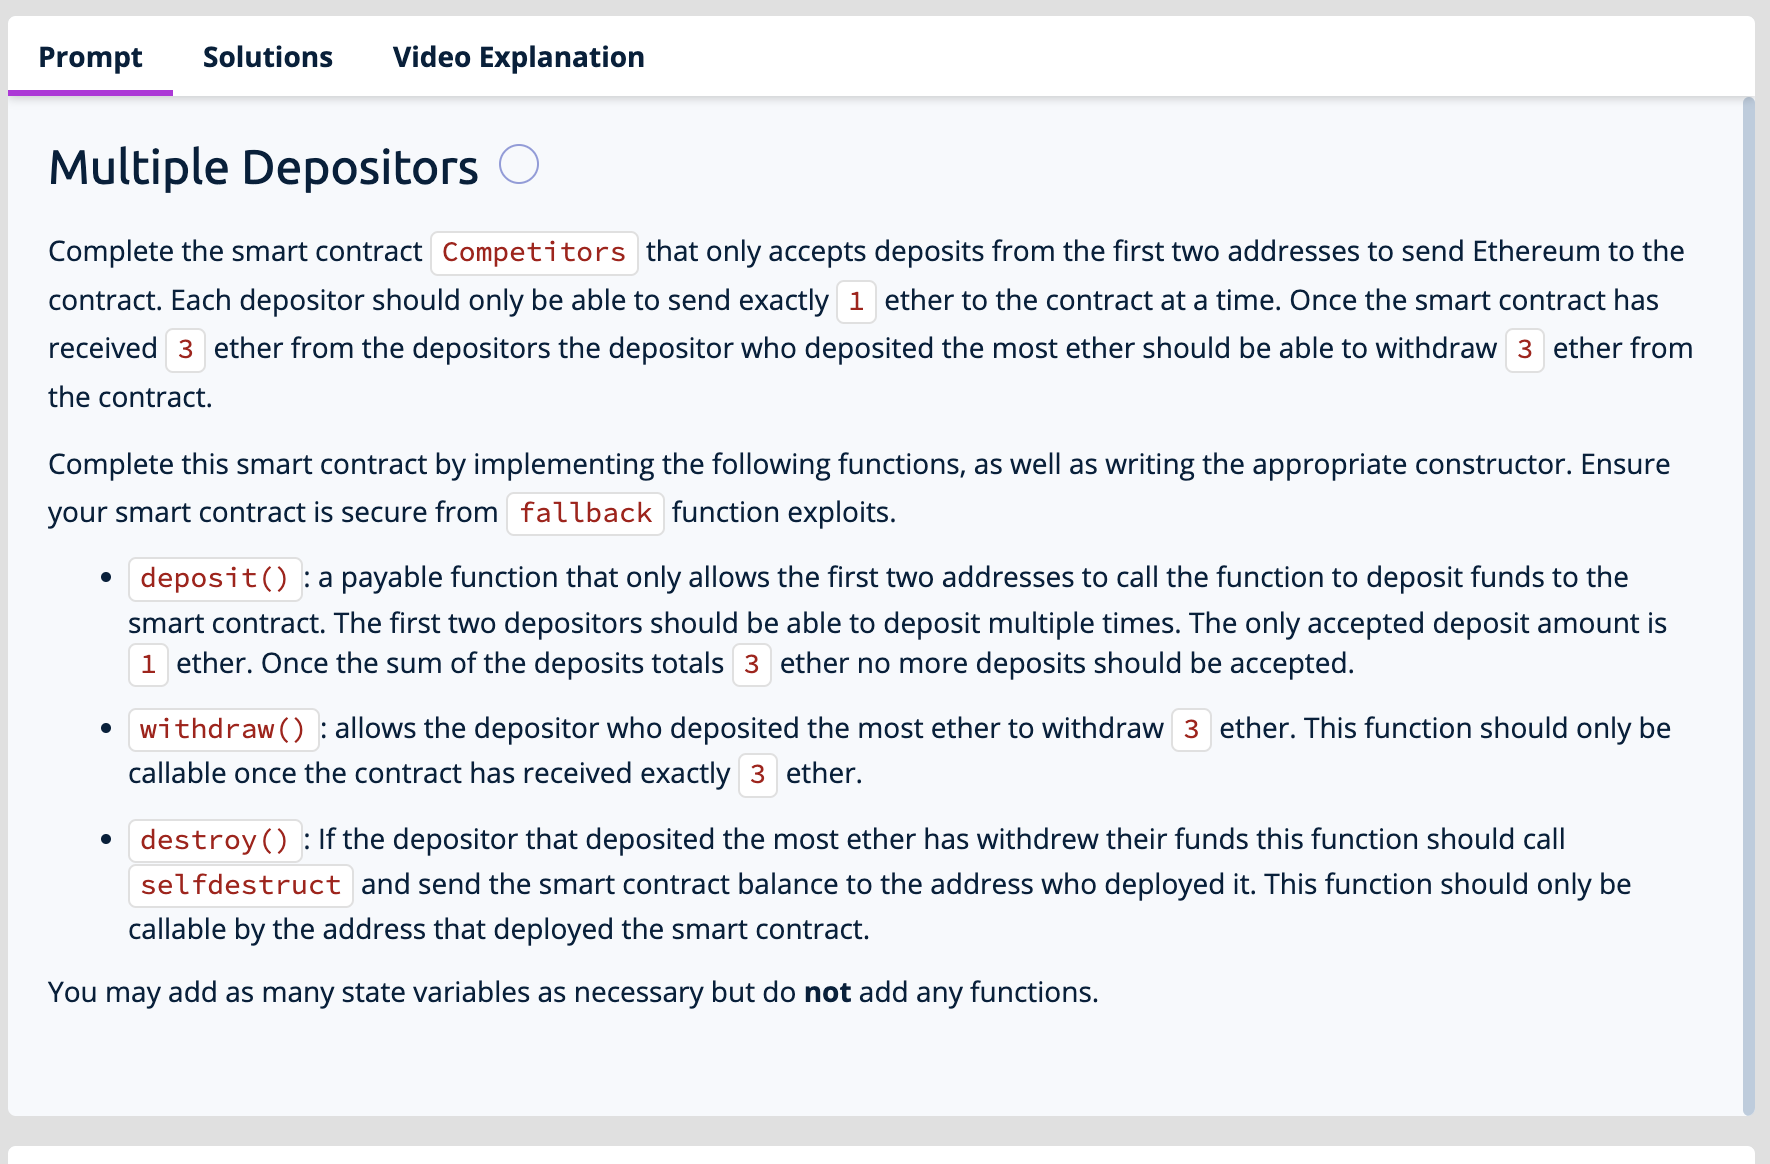 Prompt Solutions Video Explanation
Multiple Depositors
Complete the smart contract Competitors that only accepts deposits from the first two addresses to send Ethereum to the
contract. Each depositor should only be able to send exactly 1 ether to the contract at a time. Once the smart contract has
received 3 ether from the depositors the depositor who deposited the most ether should be able to withdraw 3 ether from
the contract.
Complete this smart contract by implementing the following functions, as well as writing the appropriate constructor. Ensure
your smart contract is secure from fallback function exploits.
• deposit(): a payable function that only allows the first two addresses to call the function to deposit funds to the
smart contract. The first two depositors should be able to deposit multiple times. The only accepted deposit amount is
1 ether. Once the sum of the deposits totals 3 ether no more deposits should be accepted.
• withdraw(): allows the depositor who deposited the most ether to withdraw 3 ether. This function should only be
callable once the contract has received exactly 3 ether.
• destroy(): If the depositor that deposited the most ether has withdrew their funds this function should call
selfdestruct and send the smart contract balance to the address who deployed it. This function should only be
callable by the address that deployed the smart contract.
You may add as many state variables as necessary but do not add any functions.